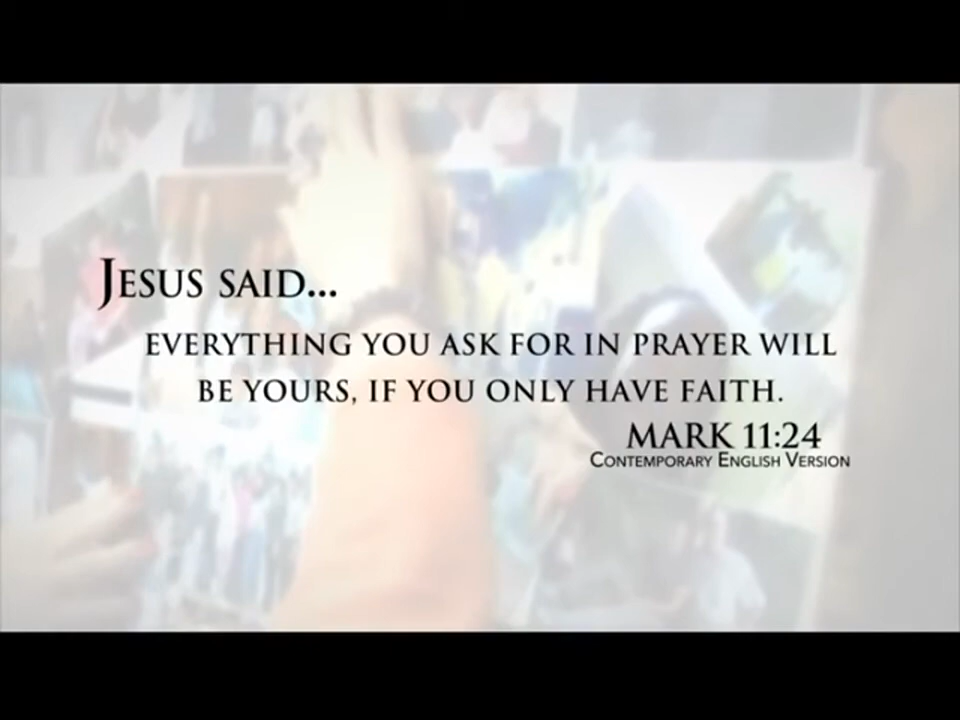 Jesus said...
everything you ask for in prayer will
be yours, if you only have faith.
Mark 11:24
Contemporary English Version